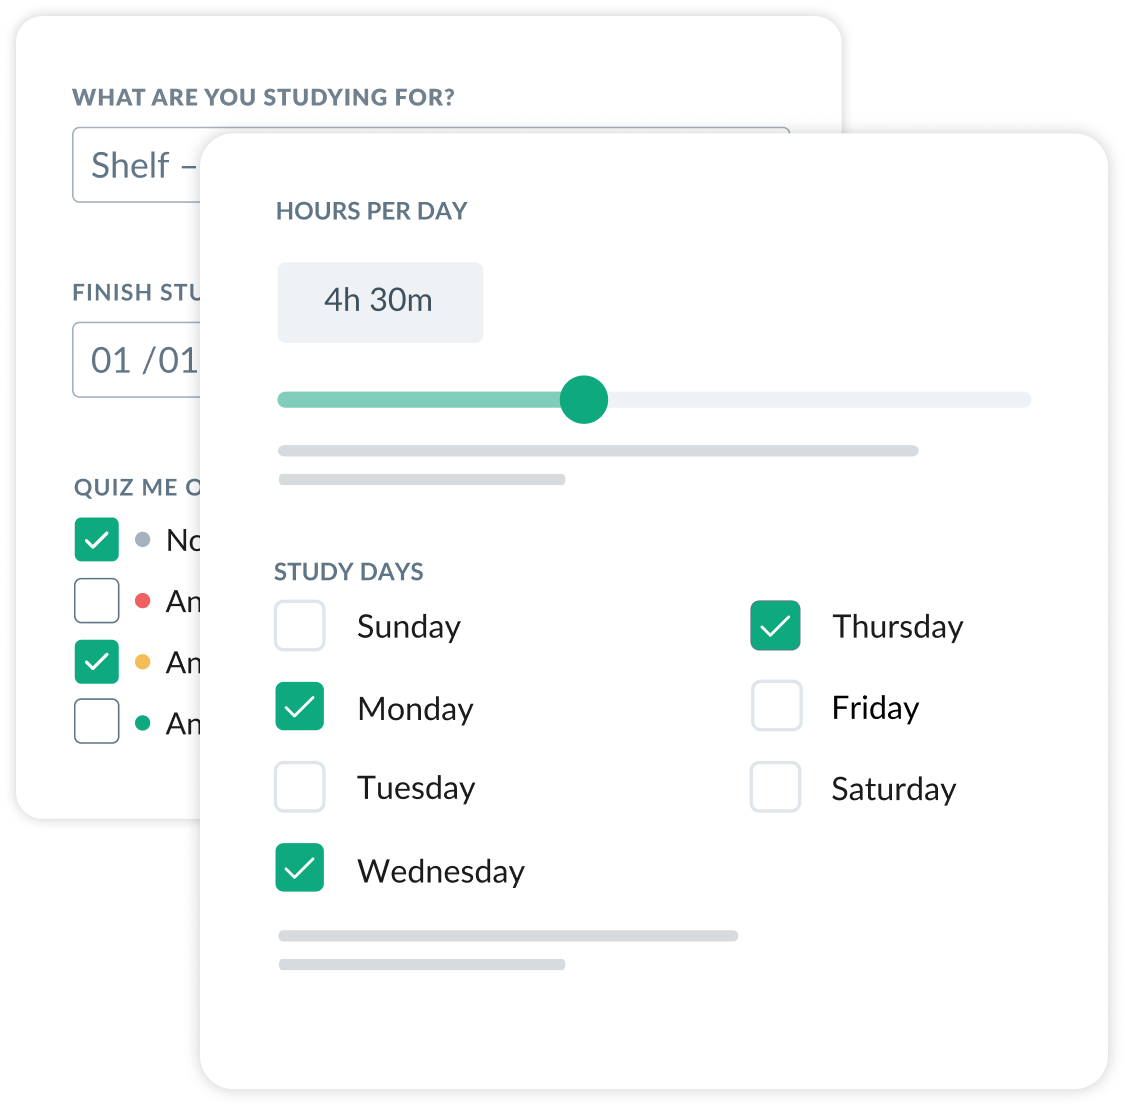 WHAT ARE YOU STUDYING FOR?
Shelf –
FINISH STU
01 /01
QUIZ ME O
No
An
An
An
HOURS PER DAY
4h 30m
STUDY DAYS
Sunday
Monday
Tuesday
Wednesday
Thursday
Friday
Saturday